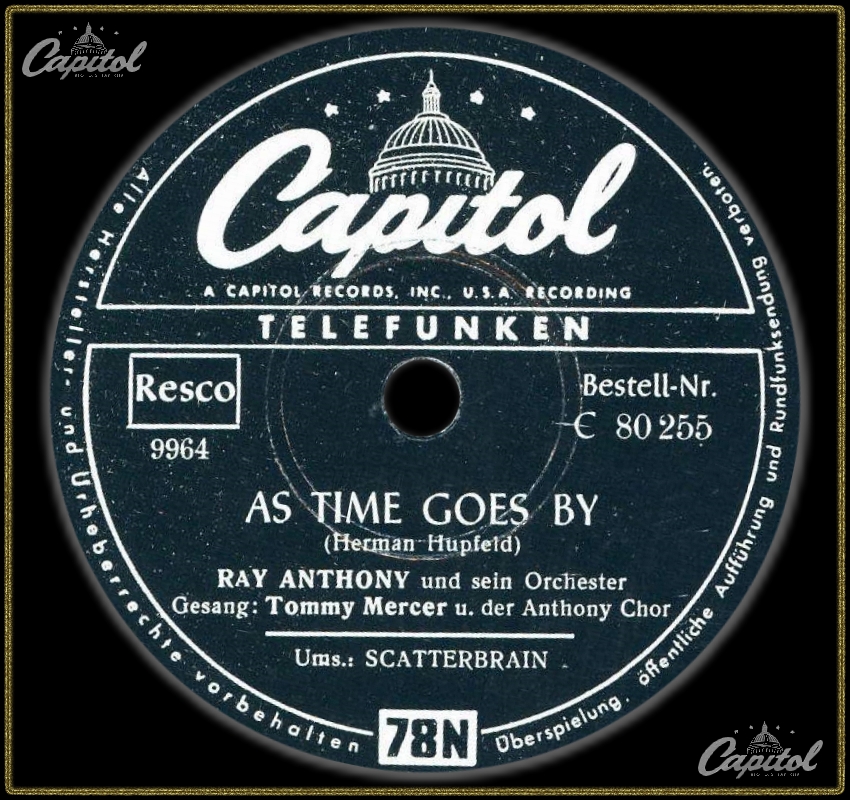 Capitol
Capitol
A CAPITOL RECORDS, INC., U.S.A. RECORDING
TELEFUNKEN
Resco
9964
Bestell-Nr.
C 80 255
AS TIME GOES BY
(Herman Hupfeld)
RAY ANTHONY und sein Orchester
Gesang: Tommy Mercer u. der Anthony Chor
Ums.: SCATTERBRAIN
78N
Alle Hersteller- und Urheberrechte vorbehalten
Überspielung, öffentliche Aufführung und Rundfunksendung verboten.
Capitol